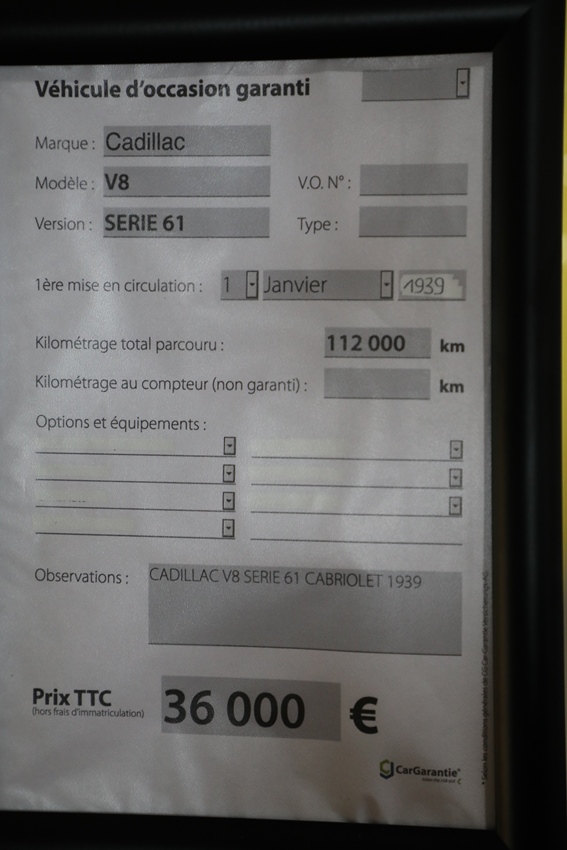 Véhicule d'occasion garanti
Marque : Cadillac
Modèle : V8 V.O. N° :
Version : SERIE 61 Type :
1ère mise en circulation : 1 Janvier 1939
Kilométrage total parcouru : 112 000 km
Kilométrage au compteur (non garanti) : km
Options et équipements :
Observations : CADILLAC V8 SERIE 61 CABRIOLET 1939
Prix TTC 36 000 €
(hors frais d'immatriculation)
CarGarantie